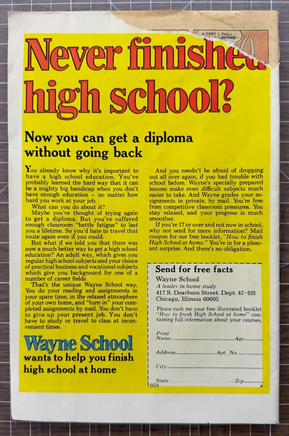 Never finished
high school?
Now you can get a diploma
without going back
You already know why it's important to
have a high school education. You've
probably learned the hard way that it can
be a mighty big handicap when you don't
have enough education – no matter how
hard you work at your job.
What can you do about it?
Maybe you've thought of trying again
to get a diploma. But you've suffered
enough classroom "battle fatigue" to last
you a lifetime. So you'd hate to travel that
route again even if you could.
But what if we told you that there was
now a much better way to get a high school
education? An adult way, which gives you
regular high school subjects and your choice
of practical business and vocational subjects
which give you background for one of a
number of career fields.
That's the unique Wayne School way.
You do your reading and assignments in
your spare time, in the relaxed atmosphere
of your own home, and "turn in" your com-
pleted assignments by mail. You don't have
to give up your present job. You don't
have to study or travel to class at incon-
venient times.
Wayne School
wants to help you finish
high school at home
And you needn't be afraid of dropping
out all over again, if you had trouble with
school before. Wayne's specially prepared
lessons make even difficult subjects much
easier to take. And Wayne grades your as-
signments in private, by mail. You're free
from competitive classroom pressures. You
stay relaxed, and your progress is much
smoother.
If you're 17 or over and not now in school,
why not send for more information? Mail
coupon for our free booklet, "How to finish
High School at home." You're in for a pleas-
ant surprise. And there's no obligation.
Send for free facts
Wayne School
A leader in home study
417 S. Dearborn Street, Dept. 62-035
Chicago, Illinois 60605
Please rush me your free illustrated booklet
"How to finish High School at home" con-
taining full information about your courses.
Print
Name Age
Address Apt. No.
City
State Zip